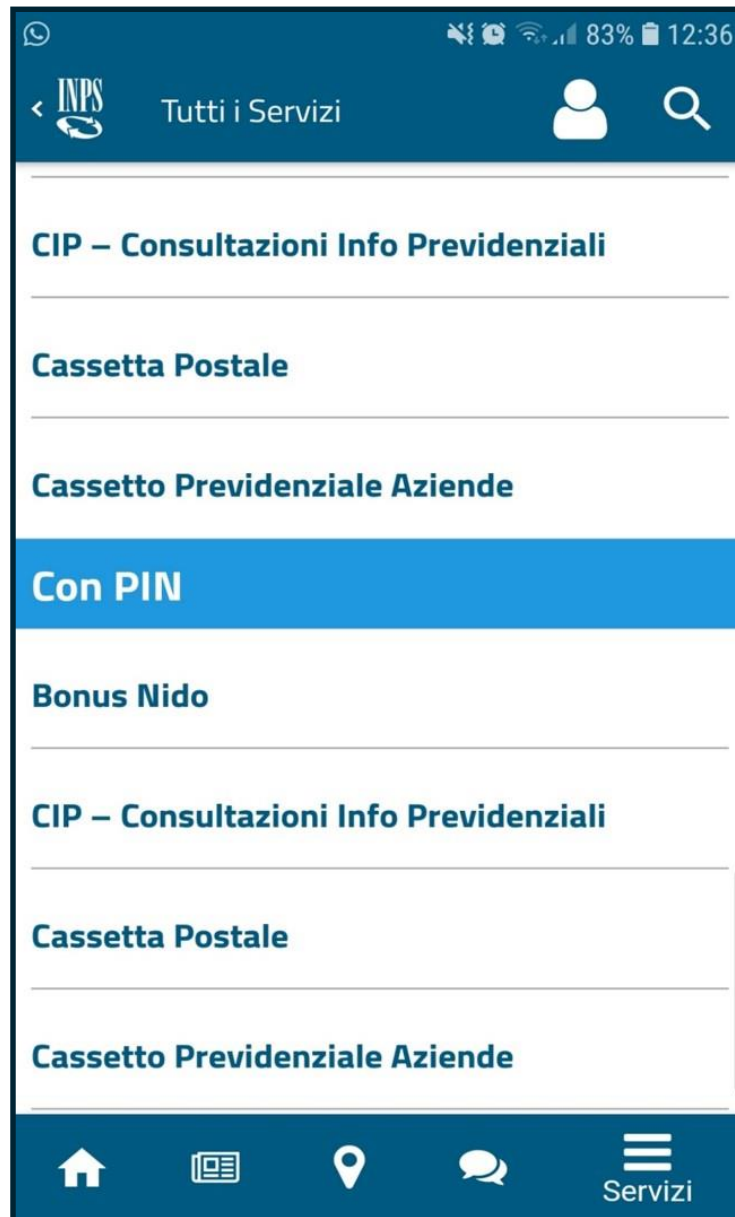 83% 12:36
INPS
Tutti i Servizi
CIP – Consultazioni Info Previdenziali
Cassetta Postale
Cassetto Previdenziale Aziende
Con PIN
Bonus Nido
CIP – Consultazioni Info Previdenziali
Cassetta Postale
Cassetto Previdenziale Aziende
Servizi